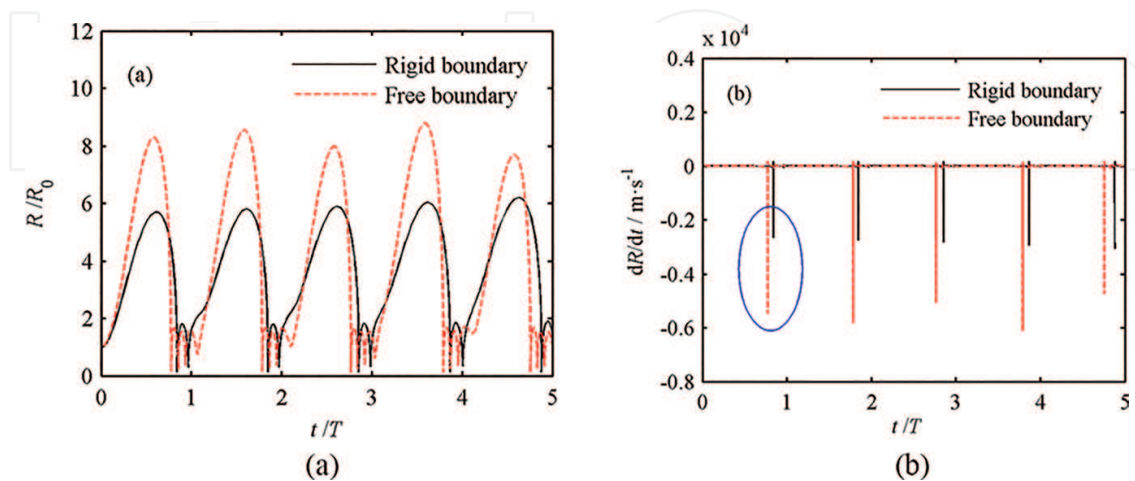 12
10
8
6
4
2
0
R/R₀
(a)
Rigid boundary
Free boundary
0 1 2 3 4 5
t/T
(a)
x 10⁴
0.4
0.2
0
-0.2
-0.4
-0.6
-0.8
dR/dt / m·s⁻¹
(b)
Rigid boundary
Free boundary
0 1 2 3 4 5
t/T
(b)